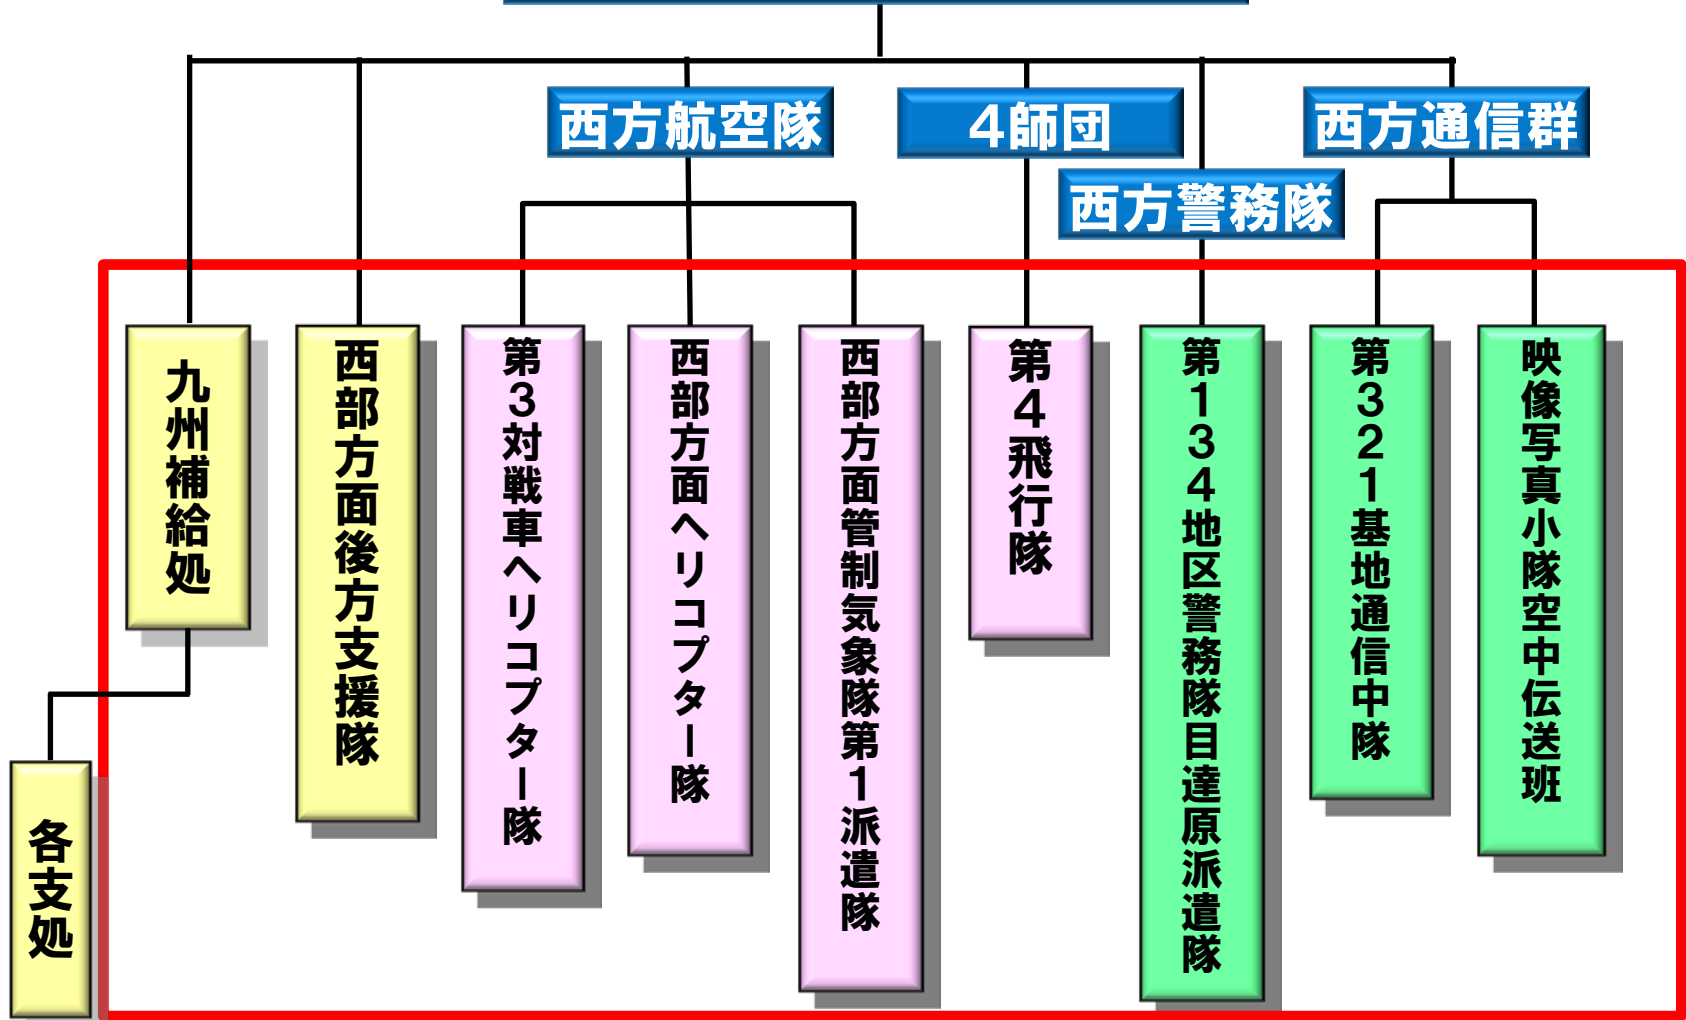 西方航空隊
4師団
西方通信群
西方警務隊
九州補給処
西部方面後方支援隊
第3対戦車ヘリコプター隊
西部方面ヘリコプター隊
西部方面管制気象隊第1派遣隊
第4飛行隊
第134地区警務隊目達原派遣隊
第321基地通信中隊
映像写真小隊空中伝送班
各支処